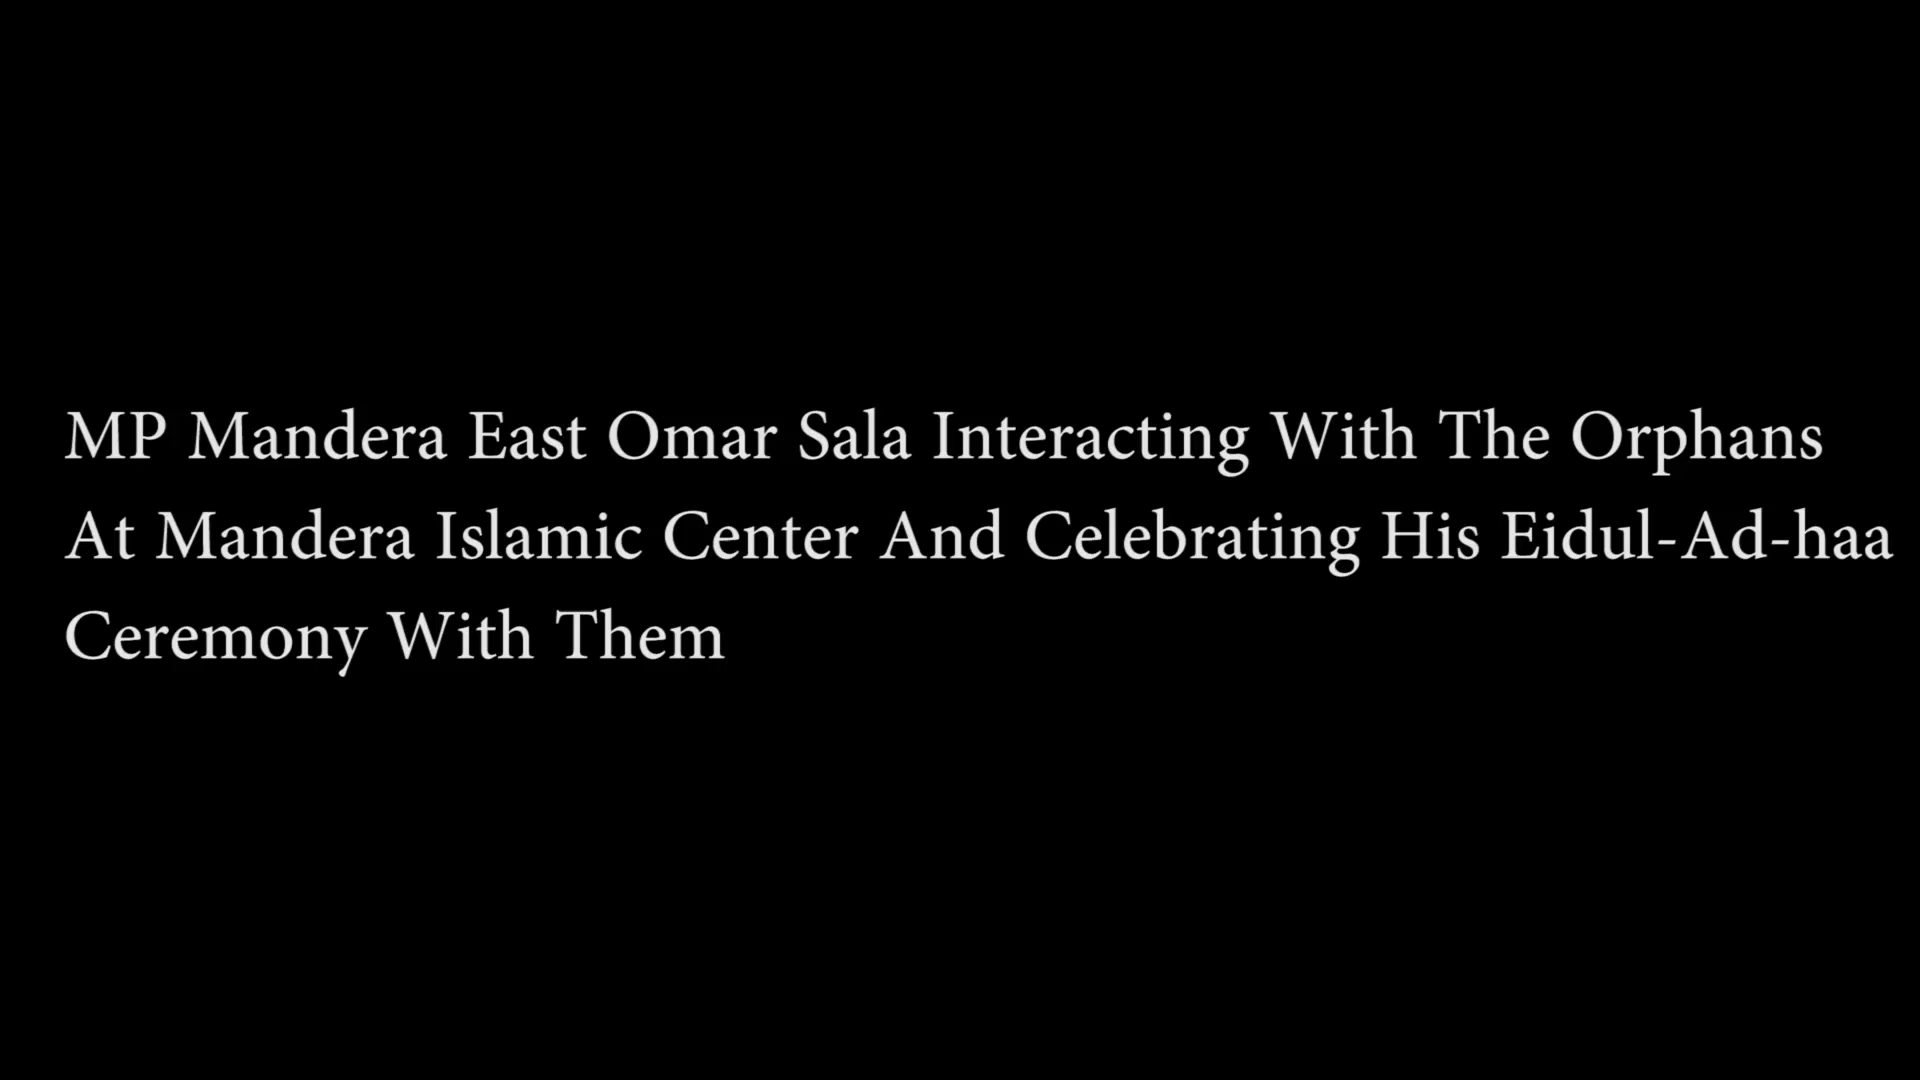 MP Mandera East Omar Sala Interacting With The Orphans
At Mandera Islamic Center And Celebrating His Eidul-Ad-haa
Ceremony With Them